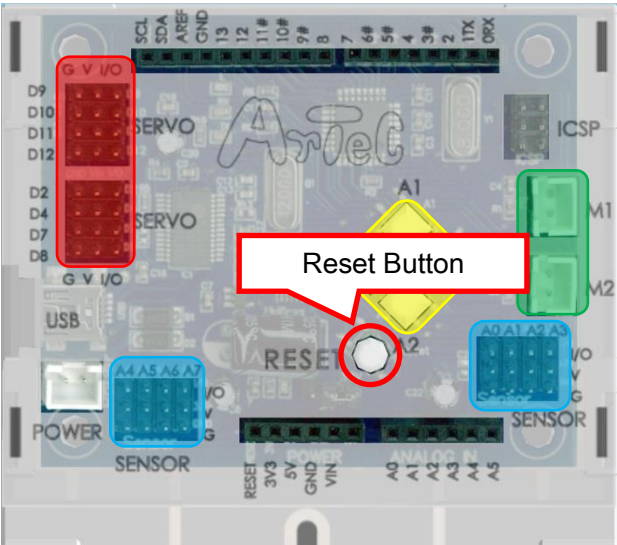 SCL SDA AREF GND 13 12 11# 10# 9# 8 7 6# 5# 4 3# 2 1TX 0RX
G V I/O
D9
D10
D11
D12
SERVO
ArTeC
ICSP
A1
M1
D2
D4
D7
D8
SERVO
G V I/O
Reset Button
M2
USB
RESET
A2
A0 A1 A2 A3
I/O
V
G
SENSOR
A4 A5 A6 A7
I/O
V
G
Sensor
POWER
SENSOR
POWER
ANALOG IN
RESET 3V3 5V GND VIN A0 A1 A2 A3 A4 A5